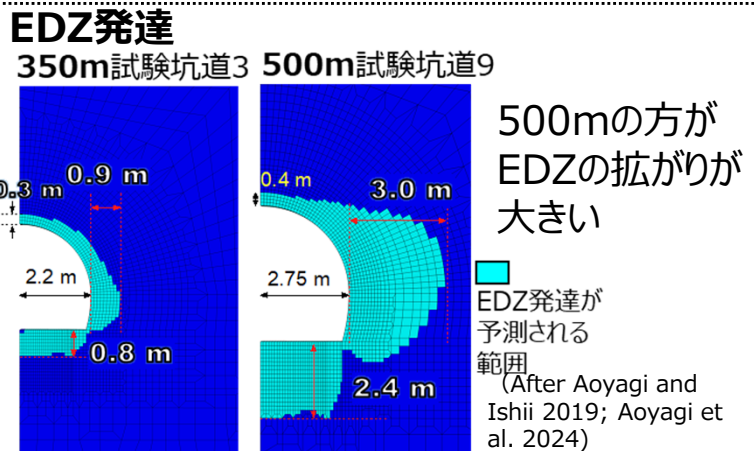 EDZ発達
350m試験坑道3
500m試験坑道9
0.3 m
0.9 m
2.2 m
0.8 m
0.4 m
3.0 m
2.75 m
2.4 m
500mの方が
EDZの拡がりが
大きい
EDZ発達が
予測される
範囲
(After Aoyagi and
Ishii 2019; Aoyagi et
al. 2024)